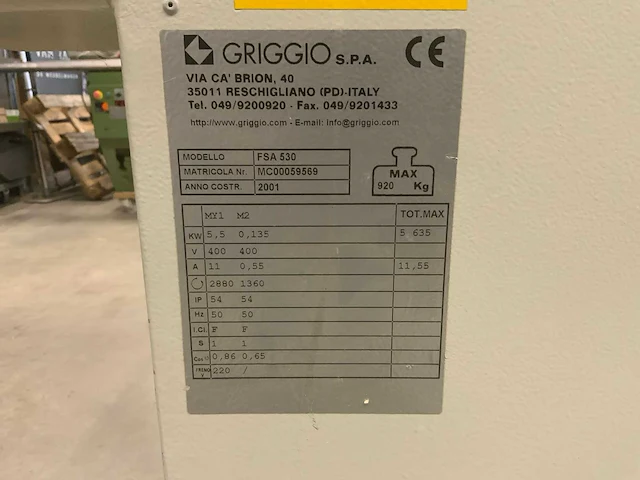 GRIGGIO S.P.A. CE
VIA CA' BRION, 40
35011 RESCHIGLIANO (PD)-ITALY
Tel. 049/9200920 - Fax. 049/9201433
http://www.griggio.com - E-mail: info@griggio.com
MODELLO FSA 530
MATRICOLA Nr. MC00059569
ANNO COSTR. 2001
MAX
920 Kg
MY1 M2 TOT.MAX
KW 5,5 0,135 5 635
V 400 400
A 11 0,55 11,55
2880 1360
IP 54 54
Hz 50 50
I.Cl. F F
S 1 1
Cos 0,86 0,65
FRENO V 220 /